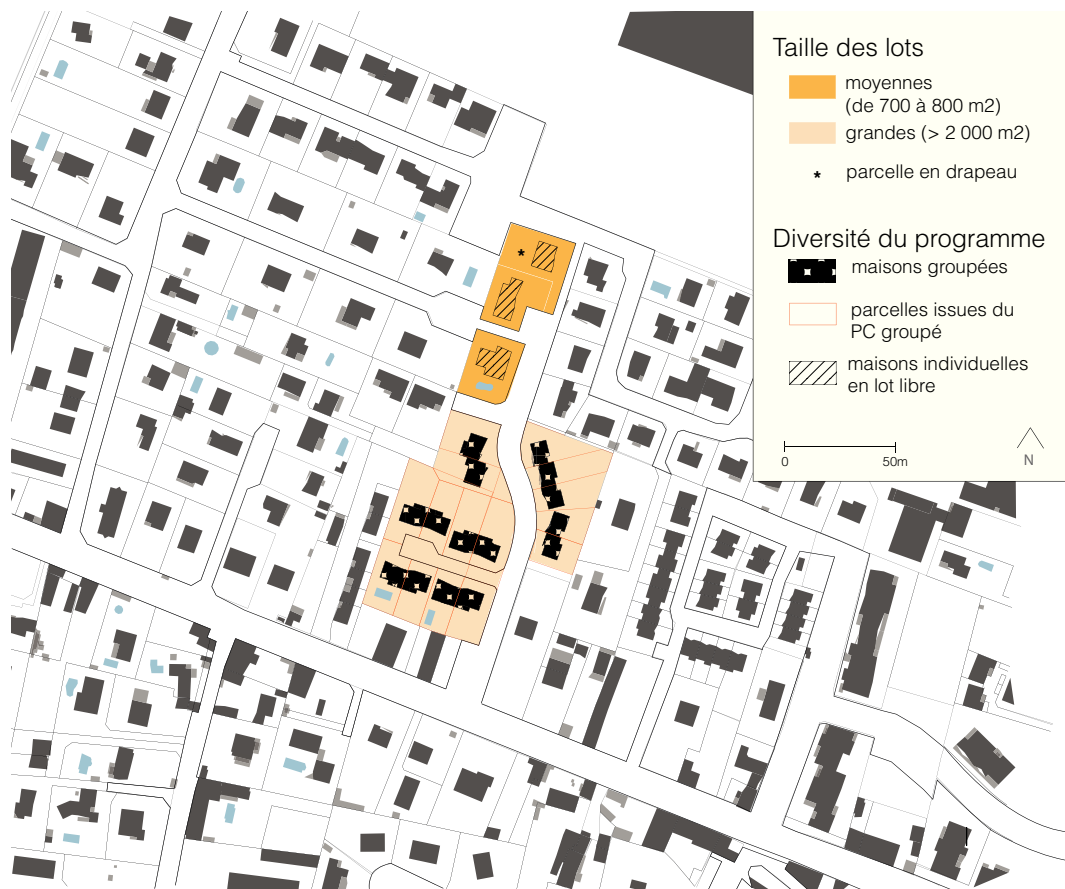 Taille des lots
moyennes
(de 700 à 800 m2)
grandes (> 2 000 m2)
* parcelle en drapeau
Diversité du programme
maisons groupées
parcelles issues du
PC groupé
maisons individuelles
en lot libre
0 50m
N
*